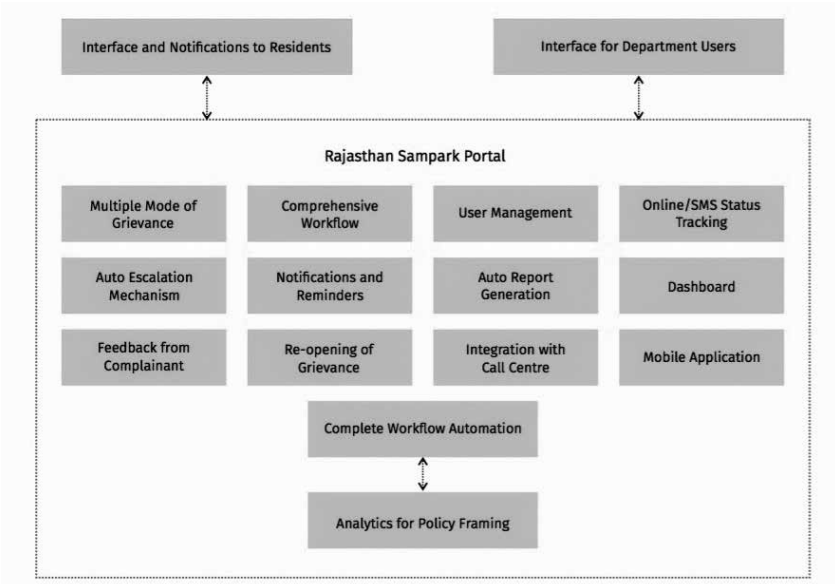 Interface and Notifications to Residents
Interface for Department Users
Rajasthan Sampark Portal
Multiple Mode of
Grievance
Comprehensive
Workflow
User Management
Online/SMS Status
Tracking
Auto Escalation
Mechanism
Notifications and
Reminders
Auto Report
Generation
Dashboard
Feedback from
Complainant
Re-opening of
Grievance
Integration with
Call Centre
Mobile Application
Complete Workflow Automation
Analytics for Policy Framing